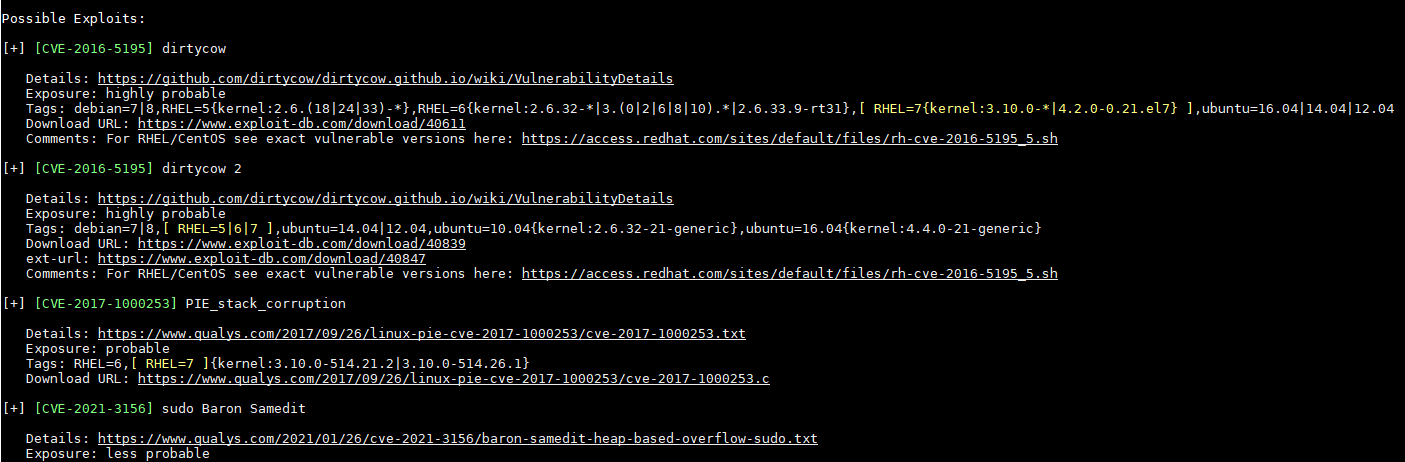 Possible Exploits:
[+] [CVE-2016-5195] dirtycow
Details: https://github.com/dirtycow/dirtycow.github.io/wiki/VulnerabilityDetails
Exposure: highly probable
Tags: debian=7|8,RHEL=5{kernel:2.6.(18|24|33)-*},RHEL=6{kernel:2.6.32-*|3.(0|2|6|8|10).*|2.6.33.9-rt31},[ RHEL=7{kernel:3.10.0-*|4.2.0-0.21.el7} ],ubuntu=16.04|14.04|12.04
Download URL: https://www.exploit-db.com/download/40611
Comments: For RHEL/CentOS see exact vulnerable versions here: https://access.redhat.com/sites/default/files/rh-cve-2016-5195_5.sh
[+] [CVE-2016-5195] dirtycow 2
Details: https://github.com/dirtycow/dirtycow.github.io/wiki/VulnerabilityDetails
Exposure: highly probable
Tags: debian=7|8,[ RHEL=5|6|7 ],ubuntu=14.04|12.04,ubuntu=10.04{kernel:2.6.32-21-generic},ubuntu=16.04{kernel:4.4.0-21-generic}
Download URL: https://www.exploit-db.com/download/40839
ext-url: https://www.exploit-db.com/download/40847
Comments: For RHEL/CentOS see exact vulnerable versions here: https://access.redhat.com/sites/default/files/rh-cve-2016-5195_5.sh
[+] [CVE-2017-1000253] PIE_stack_corruption
Details: https://www.qualys.com/2017/09/26/linux-pie-cve-2017-1000253/cve-2017-1000253.txt
Exposure: probable
Tags: RHEL=6,[ RHEL=7 ]{kernel:3.10.0-514.21.2|3.10.0-514.26.1}
Download URL: https://www.qualys.com/2017/09/26/linux-pie-cve-2017-1000253/cve-2017-1000253.c
[+] [CVE-2021-3156] sudo Baron Samedit
Details: https://www.qualys.com/2021/01/26/cve-2021-3156/baron-samedit-heap-based-overflow-sudo.txt
Exposure: less probable